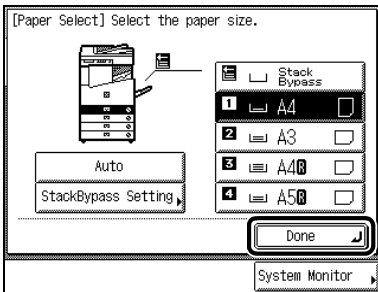 [Paper Select] Select the paper size.
Stack
Bypass
1 A4
2 A3
3 A4R
4 A5R
Auto
StackBypass Setting
Done
System Monitor